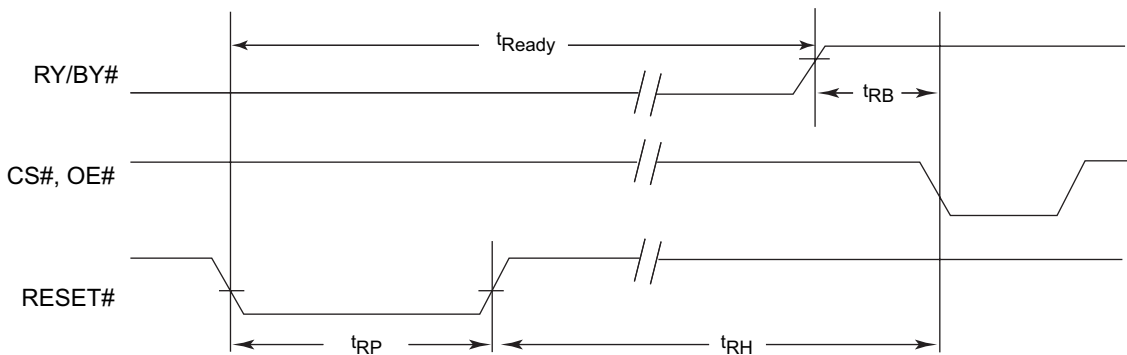 tReady
RY/BY#
tRB
CS#, OE#
RESET#
tRP
tRH